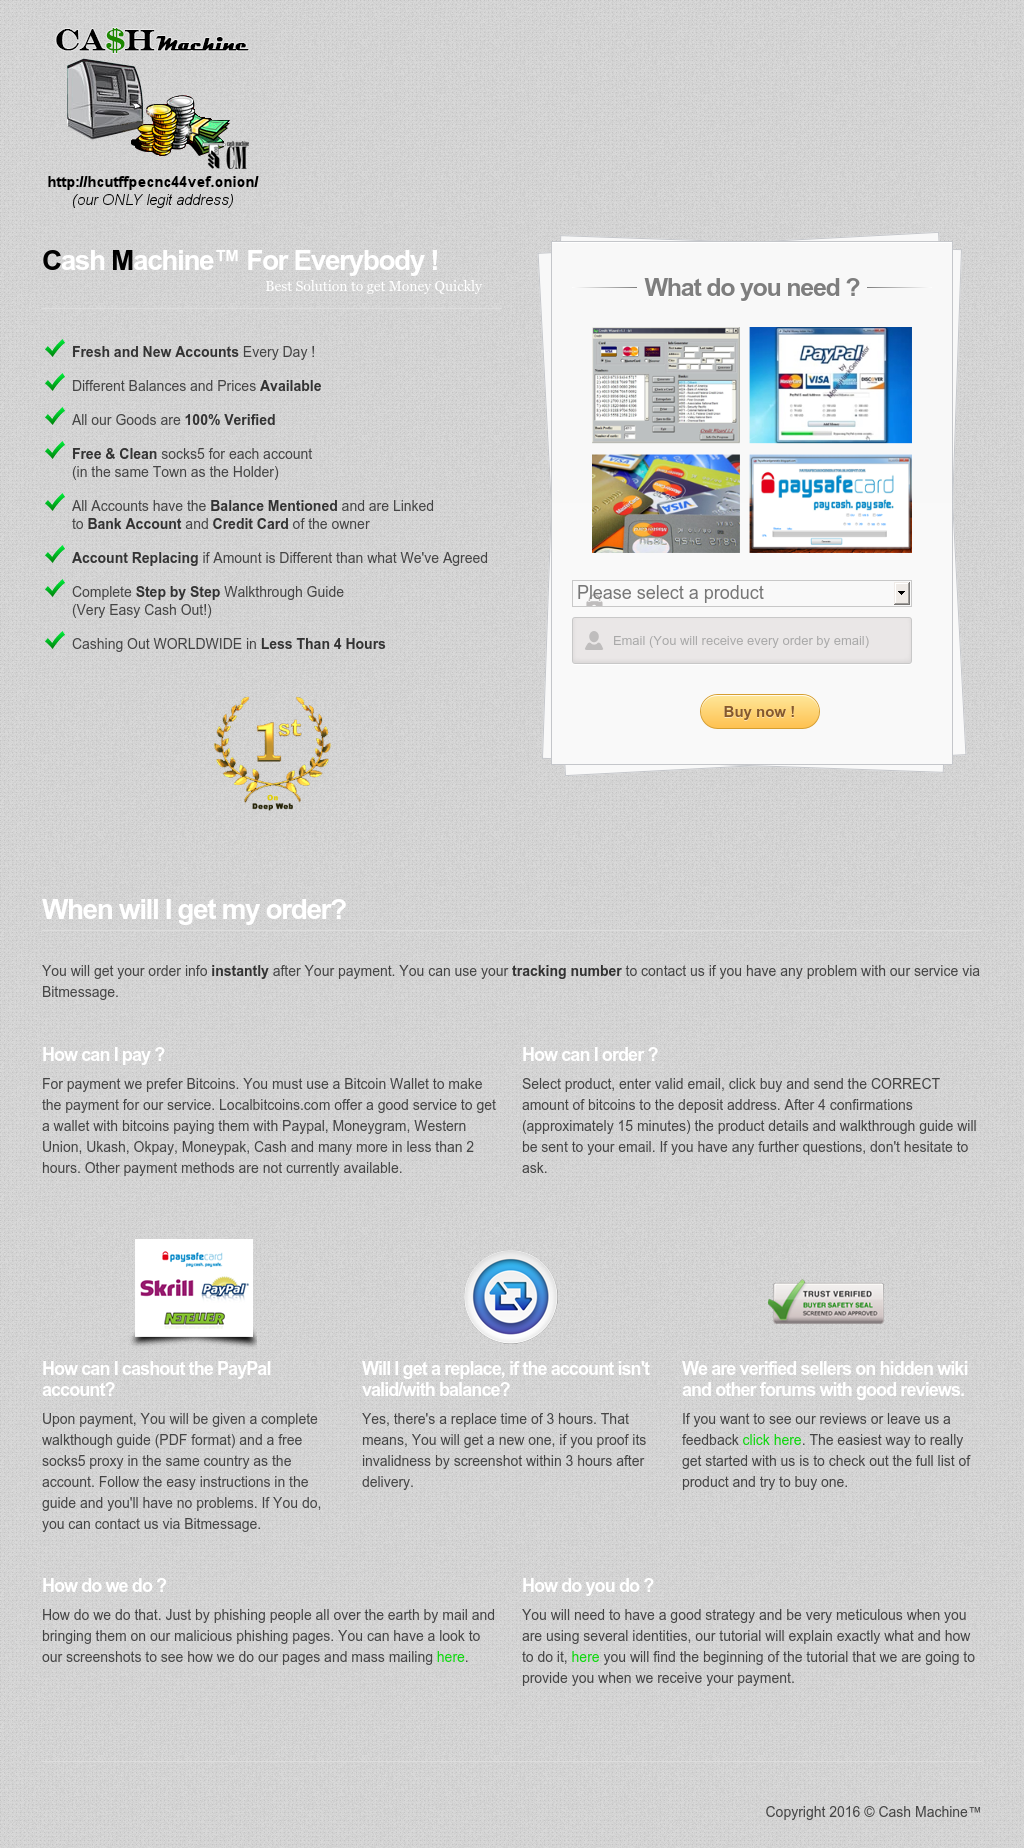 CA$H Machine
cash machine
CM
http://hcutffpecnc44vef.onion/
(our ONLY legit address)
Cash Machine™ For Everybody !
Best Solution to get Money Quickly
Fresh and New Accounts Every Day !
Different Balances and Prices Available
All our Goods are 100% Verified
Free & Clean socks5 for each account
(in the same Town as the Holder)
All Accounts have the Balance Mentioned and are Linked
to Bank Account and Credit Card of the owner
Account Replacing if Amount is Different than what We've Agreed
Complete Step by Step Walkthrough Guide
(Very Easy Cash Out!)
Cashing Out WORLDWIDE in Less Than 4 Hours
1st
On
Deep Web
What do you need ?
PayPal
MasterCard VISA DISCOVER
MasterCard
VISA
paysafecard
pay cash. pay safe.
Please select a product
Email (You will receive every order by email)
Buy now !
When will I get my order?
You will get your order info instantly after Your payment. You can use your tracking number to contact us if you have any problem with our service via
Bitmessage.
How can I pay ?
For payment we prefer Bitcoins. You must use a Bitcoin Wallet to make
the payment for our service. Localbitcoins.com offer a good service to get
a wallet with bitcoins paying them with Paypal, Moneygram, Western
Union, Ukash, Okpay, Moneypak, Cash and many more in less than 2
hours. Other payment methods are not currently available.
How can I order ?
Select product, enter valid email, click buy and send the CORRECT
amount of bitcoins to the deposit address. After 4 confirmations
(approximately 15 minutes) the product details and walkthrough guide will
be sent to your email. If you have any further questions, don't hesitate to
ask.
paysafecard
pay cash. pay safe.
Skrill PayPal
NETELLER
How can I cashout the PayPal
account?
Upon payment, You will be given a complete
walkthough guide (PDF format) and a free
socks5 proxy in the same country as the
account. Follow the easy instructions in the
guide and you'll have no problems. If You do,
you can contact us via Bitmessage.
Will I get a replace, if the account isn't
valid/with balance?
Yes, there's a replace time of 3 hours. That
means, You will get a new one, if you proof its
invalidness by screenshot within 3 hours after
delivery.
TRUST VERIFIED
BUYER SAFETY SEAL
SCREENED AND APPROVED
We are verified sellers on hidden wiki
and other forums with good reviews.
If you want to see our reviews or leave us a
feedback click here. The easiest way to really
get started with us is to check out the full list of
product and try to buy one.
How do we do ?
How do we do that. Just by phishing people all over the earth by mail and
bringing them on our malicious phishing pages. You can have a look to
our screenshots to see how we do our pages and mass mailing here.
How do you do ?
You will need to have a good strategy and be very meticulous when you
are using several identities, our tutorial will explain exactly what and how
to do it, here you will find the beginning of the tutorial that we are going to
provide you when we receive your payment.
Copyright 2016 © Cash Machine™